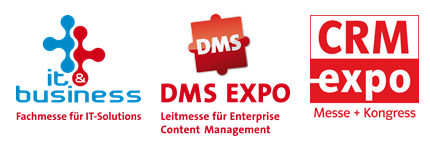 it & business
Fachmesse für IT-Solutions
DMS
DMS EXPO
Leitmesse für Enterprise
Content Management
CRM
-expo
Messe + Kongress